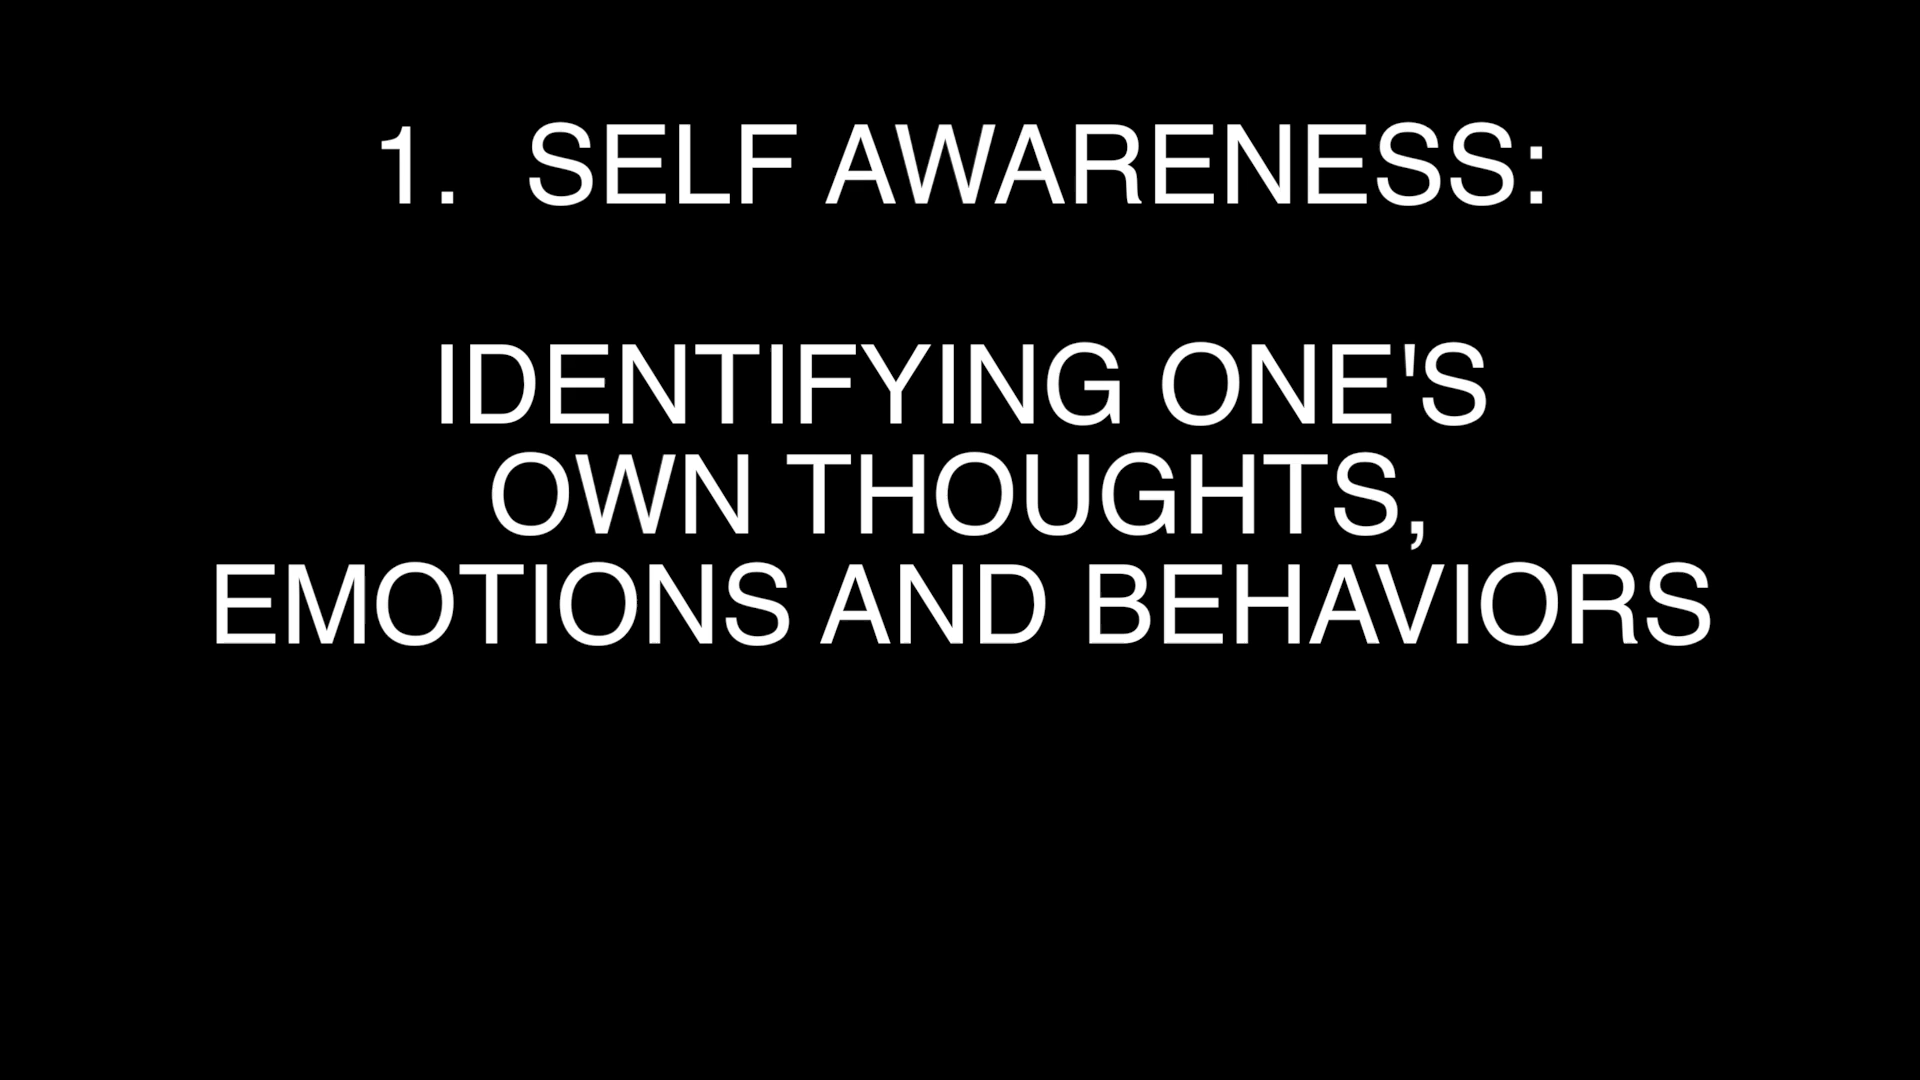 1.  SELF AWARENESS:
IDENTIFYING ONE'S
OWN THOUGHTS,
EMOTIONS AND BEHAVIORS